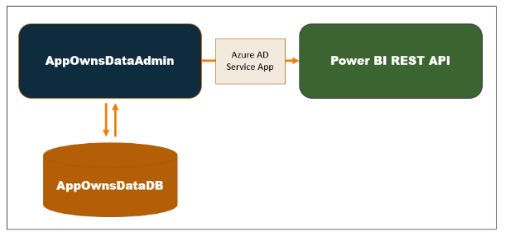 AppOwnsDataAdmin
Azure AD
Service App
Power BI REST API
AppOwnsDataDB